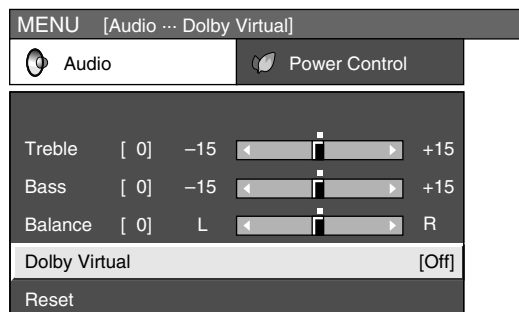 MENU [Audio ··· Dolby Virtual]
Audio Power Control
Treble [ 0] –15 +15
Bass [ 0] –15 +15
Balance [ 0] L R
Dolby Virtual [Off]
Reset